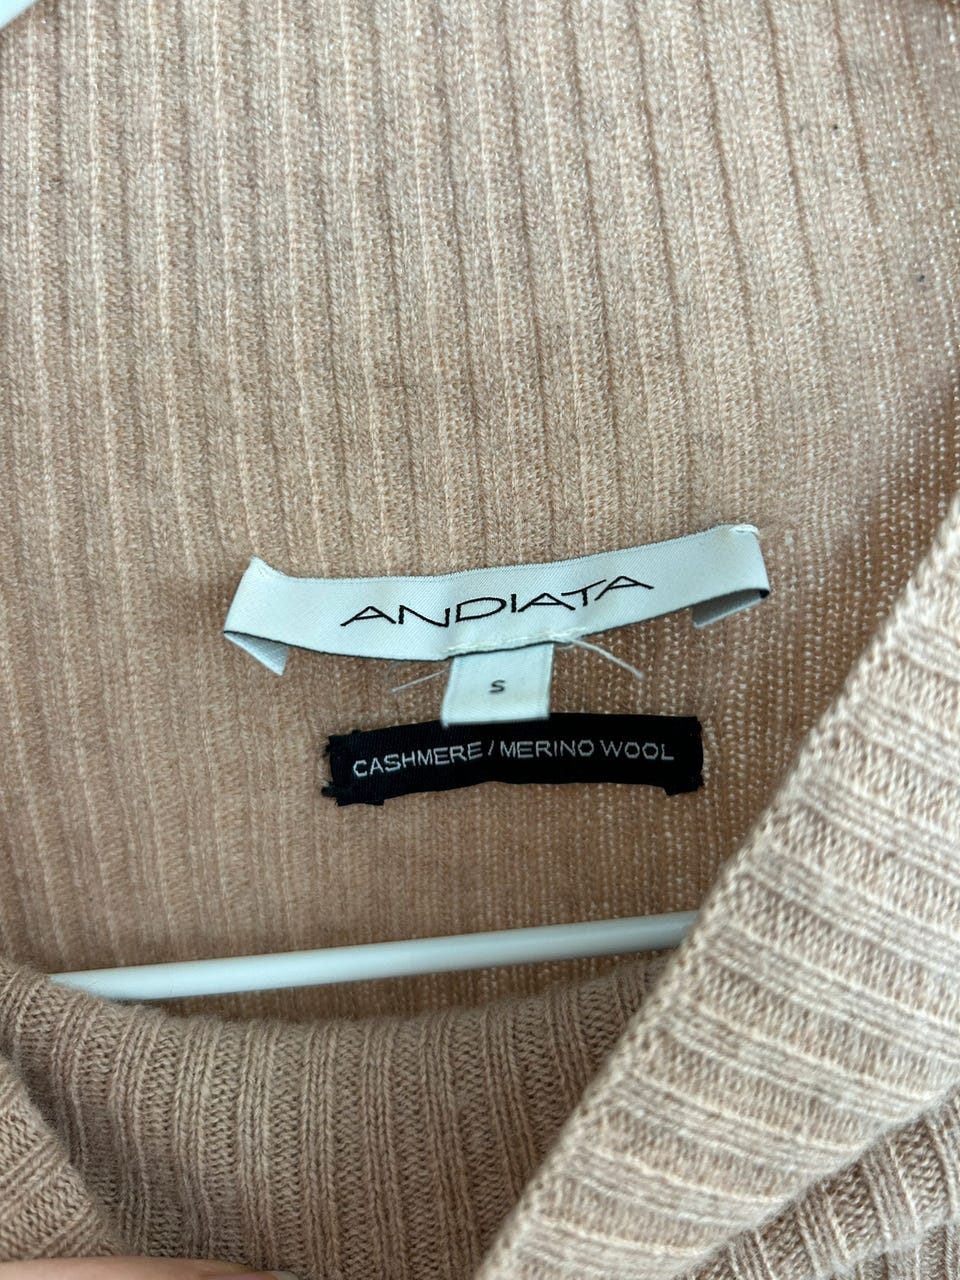 ANDIATA
S
CASHMERE / MERINO WOOL